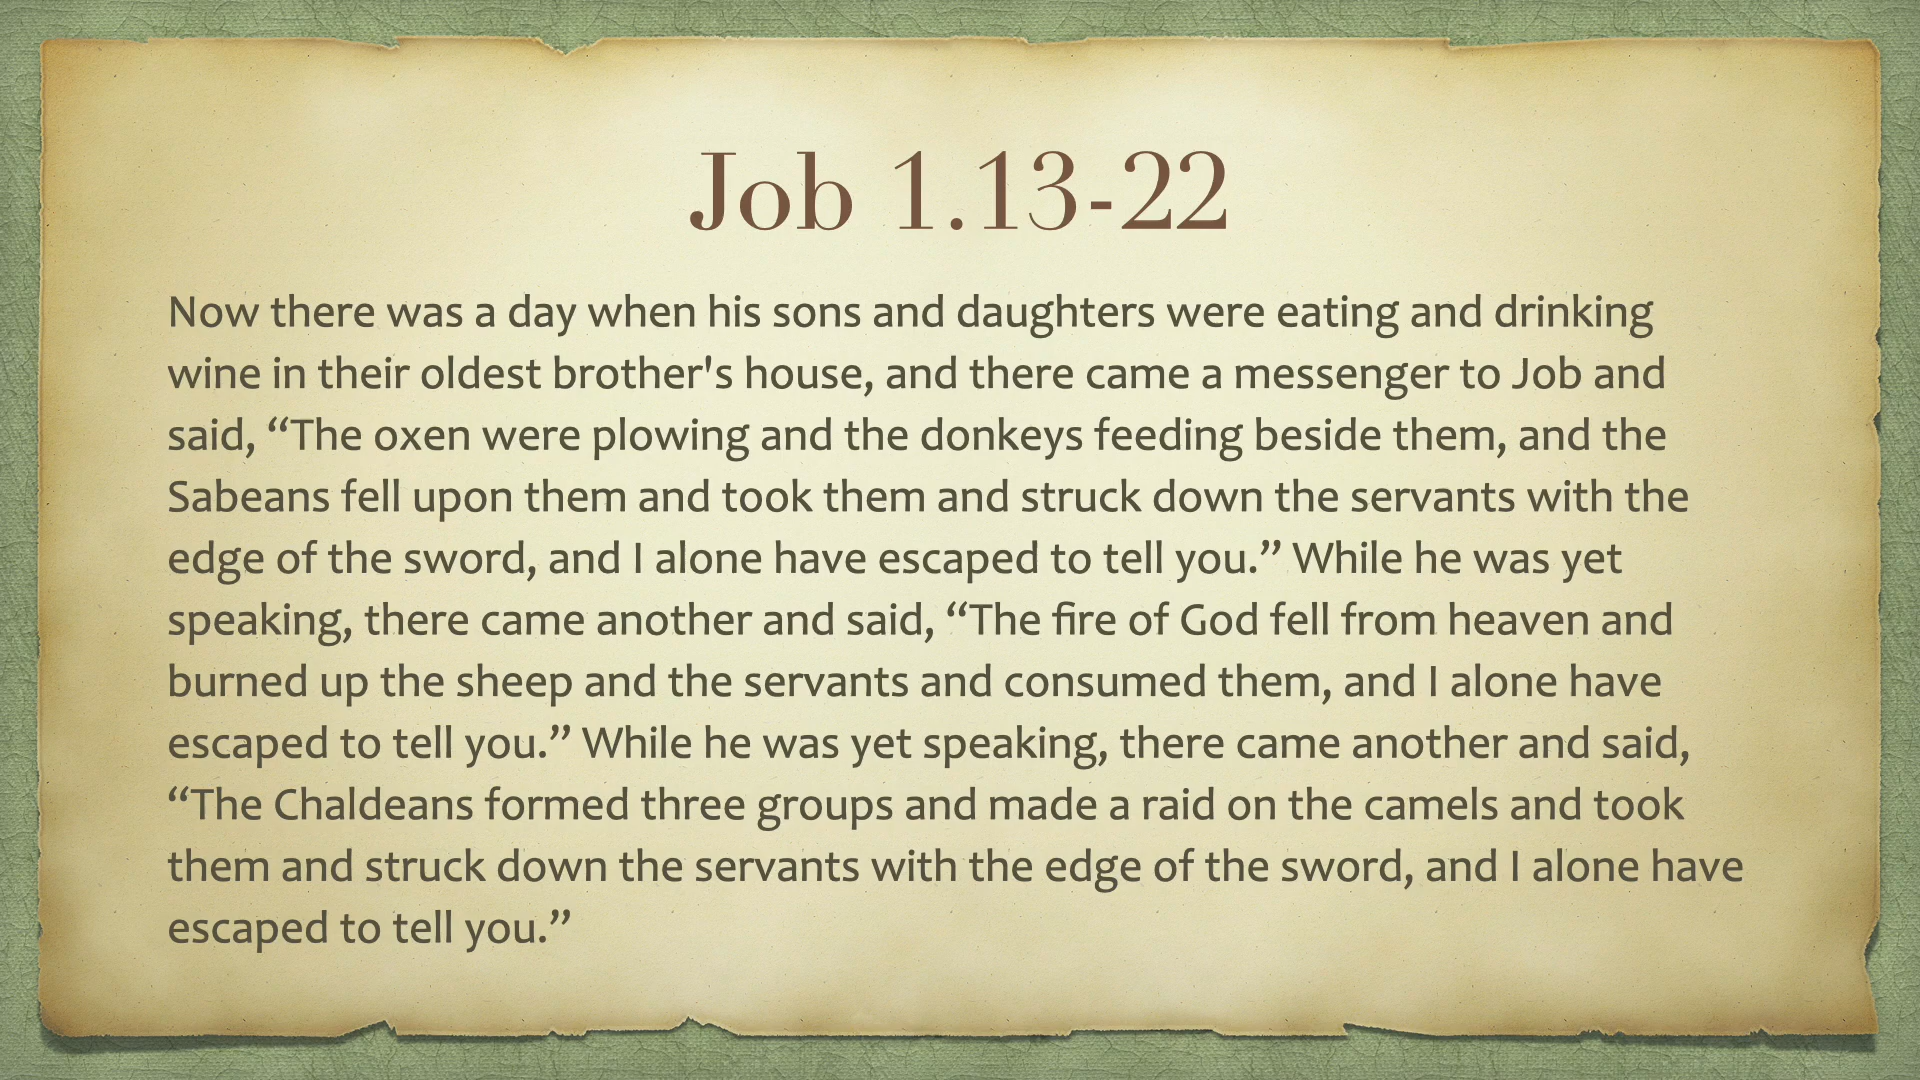 Job 1.13-22
Now there was a day when his sons and daughters were eating and drinking
wine in their oldest brother's house, and there came a messenger to Job and
said, “The oxen were plowing and the donkeys feeding beside them, and the
Sabeans fell upon them and took them and struck down the servants with the
edge of the sword, and I alone have escaped to tell you.” While he was yet
speaking, there came another and said, “The fire of God fell from heaven and
burned up the sheep and the servants and consumed them, and I alone have
escaped to tell you.” While he was yet speaking, there came another and said,
“The Chaldeans formed three groups and made a raid on the camels and took
them and struck down the servants with the edge of the sword, and I alone have
escaped to tell you.”